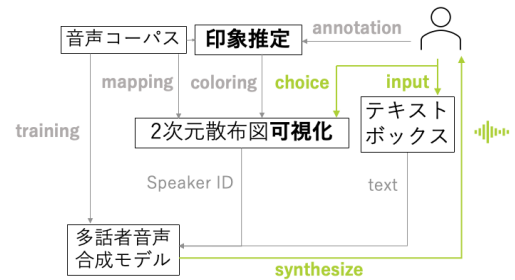 音声コーパス
印象推定
annotation
mapping
coloring
choice
input
training
2次元散布図可視化
テキスト
ボックス
Speaker ID
text
多話者音声
合成モデル
synthesize